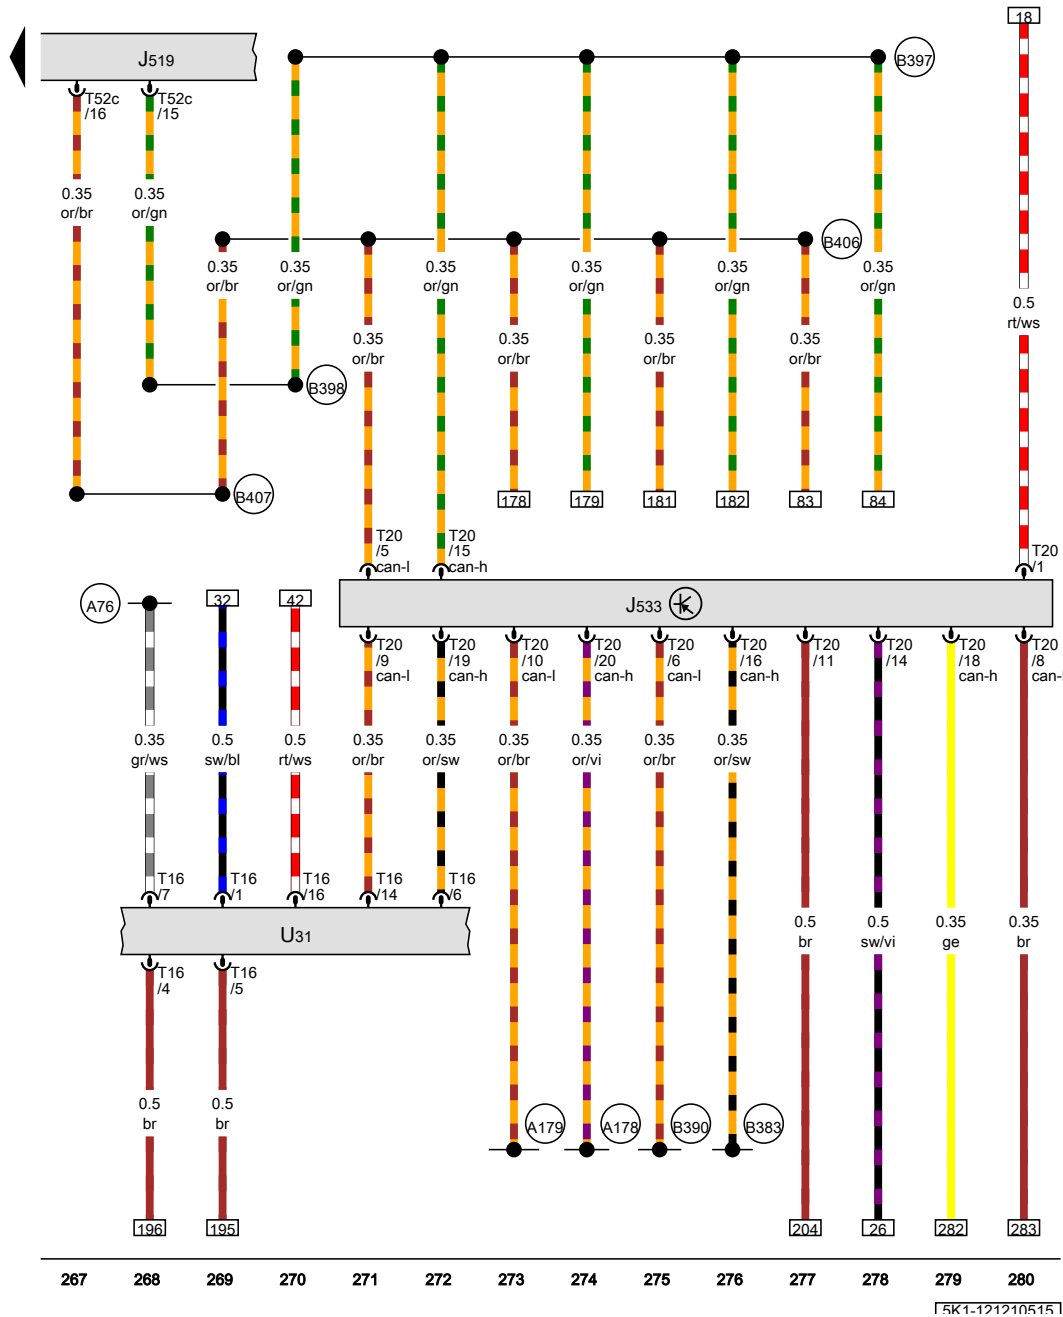 18
J519
B397
T52c
/16
T52c
/15
0.35
or/br
0.35
or/gn
B406
0.35
or/br
0.35
or/gn
0.35
or/gn
0.35
or/gn
0.35
or/gn
0.35
or/gn
0.5
rt/ws
0.35
or/br
0.35
or/br
0.35
or/br
0.35
or/br
B398
B407
178
179
181
182
83
84
T20
/5
can-l
T20
/15
can-h
T20
/1
A76
32
42
J533
T20
/9
can-l
T20
/19
can-h
T20
/10
can-l
T20
/20
can-h
T20
/6
can-l
T20
/16
can-h
T20
/11
T20
/14
T20
/18
can-h
T20
/8
can-l
0.35
gr/ws
0.5
sw/bl
0.5
rt/ws
0.35
or/br
0.35
or/sw
0.35
or/br
0.35
or/vi
0.35
or/br
0.35
or/sw
T16
/7
T16
/1
T16
/16
T16
/14
T16
/6
U31
0.5
br
0.5
sw/vi
0.35
ge
0.35
br
T16
/4
T16
/5
0.5
br
0.5
br
A179
A178
B390
B383
196
195
204
26
282
283
267 268 269 270 271 272 273 274 275 276 277 278 279 280
5K1-121210515